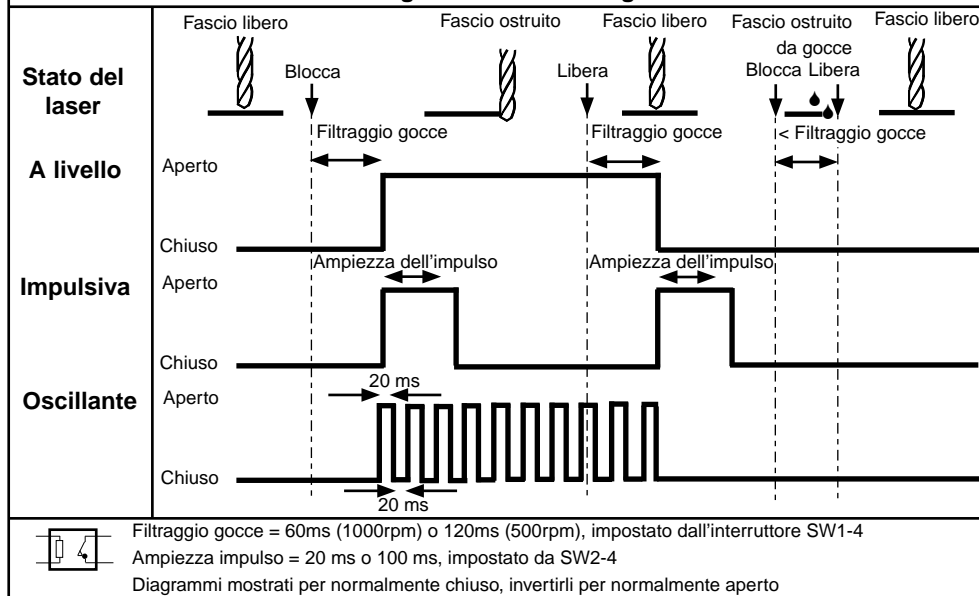 Fascio libero Fascio ostruito Fascio libero Fascio ostruito da gocce Fascio libero
Stato del laser
Blocca Libera Blocca Libera
Filtraggio gocce Filtraggio gocce < Filtraggio gocce
A livello
Aperto
Chiuso
Ampiezza dell'impulso Ampiezza dell'impulso
Impulsiva
Aperto
Chiuso
20 ms
Oscillante
Aperto
Chiuso
20 ms
Filtraggio gocce = 60ms (1000rpm) o 120ms (500rpm), impostato dall'interruttore SW1-4
Ampiezza impulso = 20 ms o 100 ms, impostato da SW2-4
Diagrammi mostrati per normalmente chiuso, invertirli per normalmente aperto